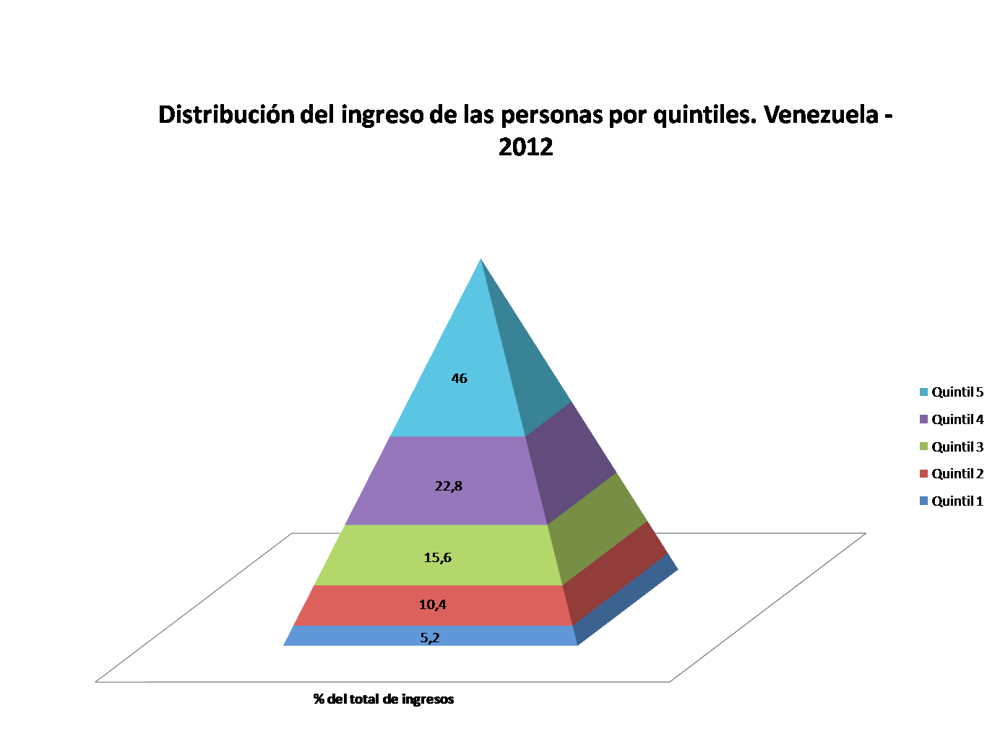 Distribución del ingreso de las personas por quintiles. Venezuela -
2012
46
22,8
15,6
10,4
5,2
Quintil 5
Quintil 4
Quintil 3
Quintil 2
Quintil 1
% del total de ingresos